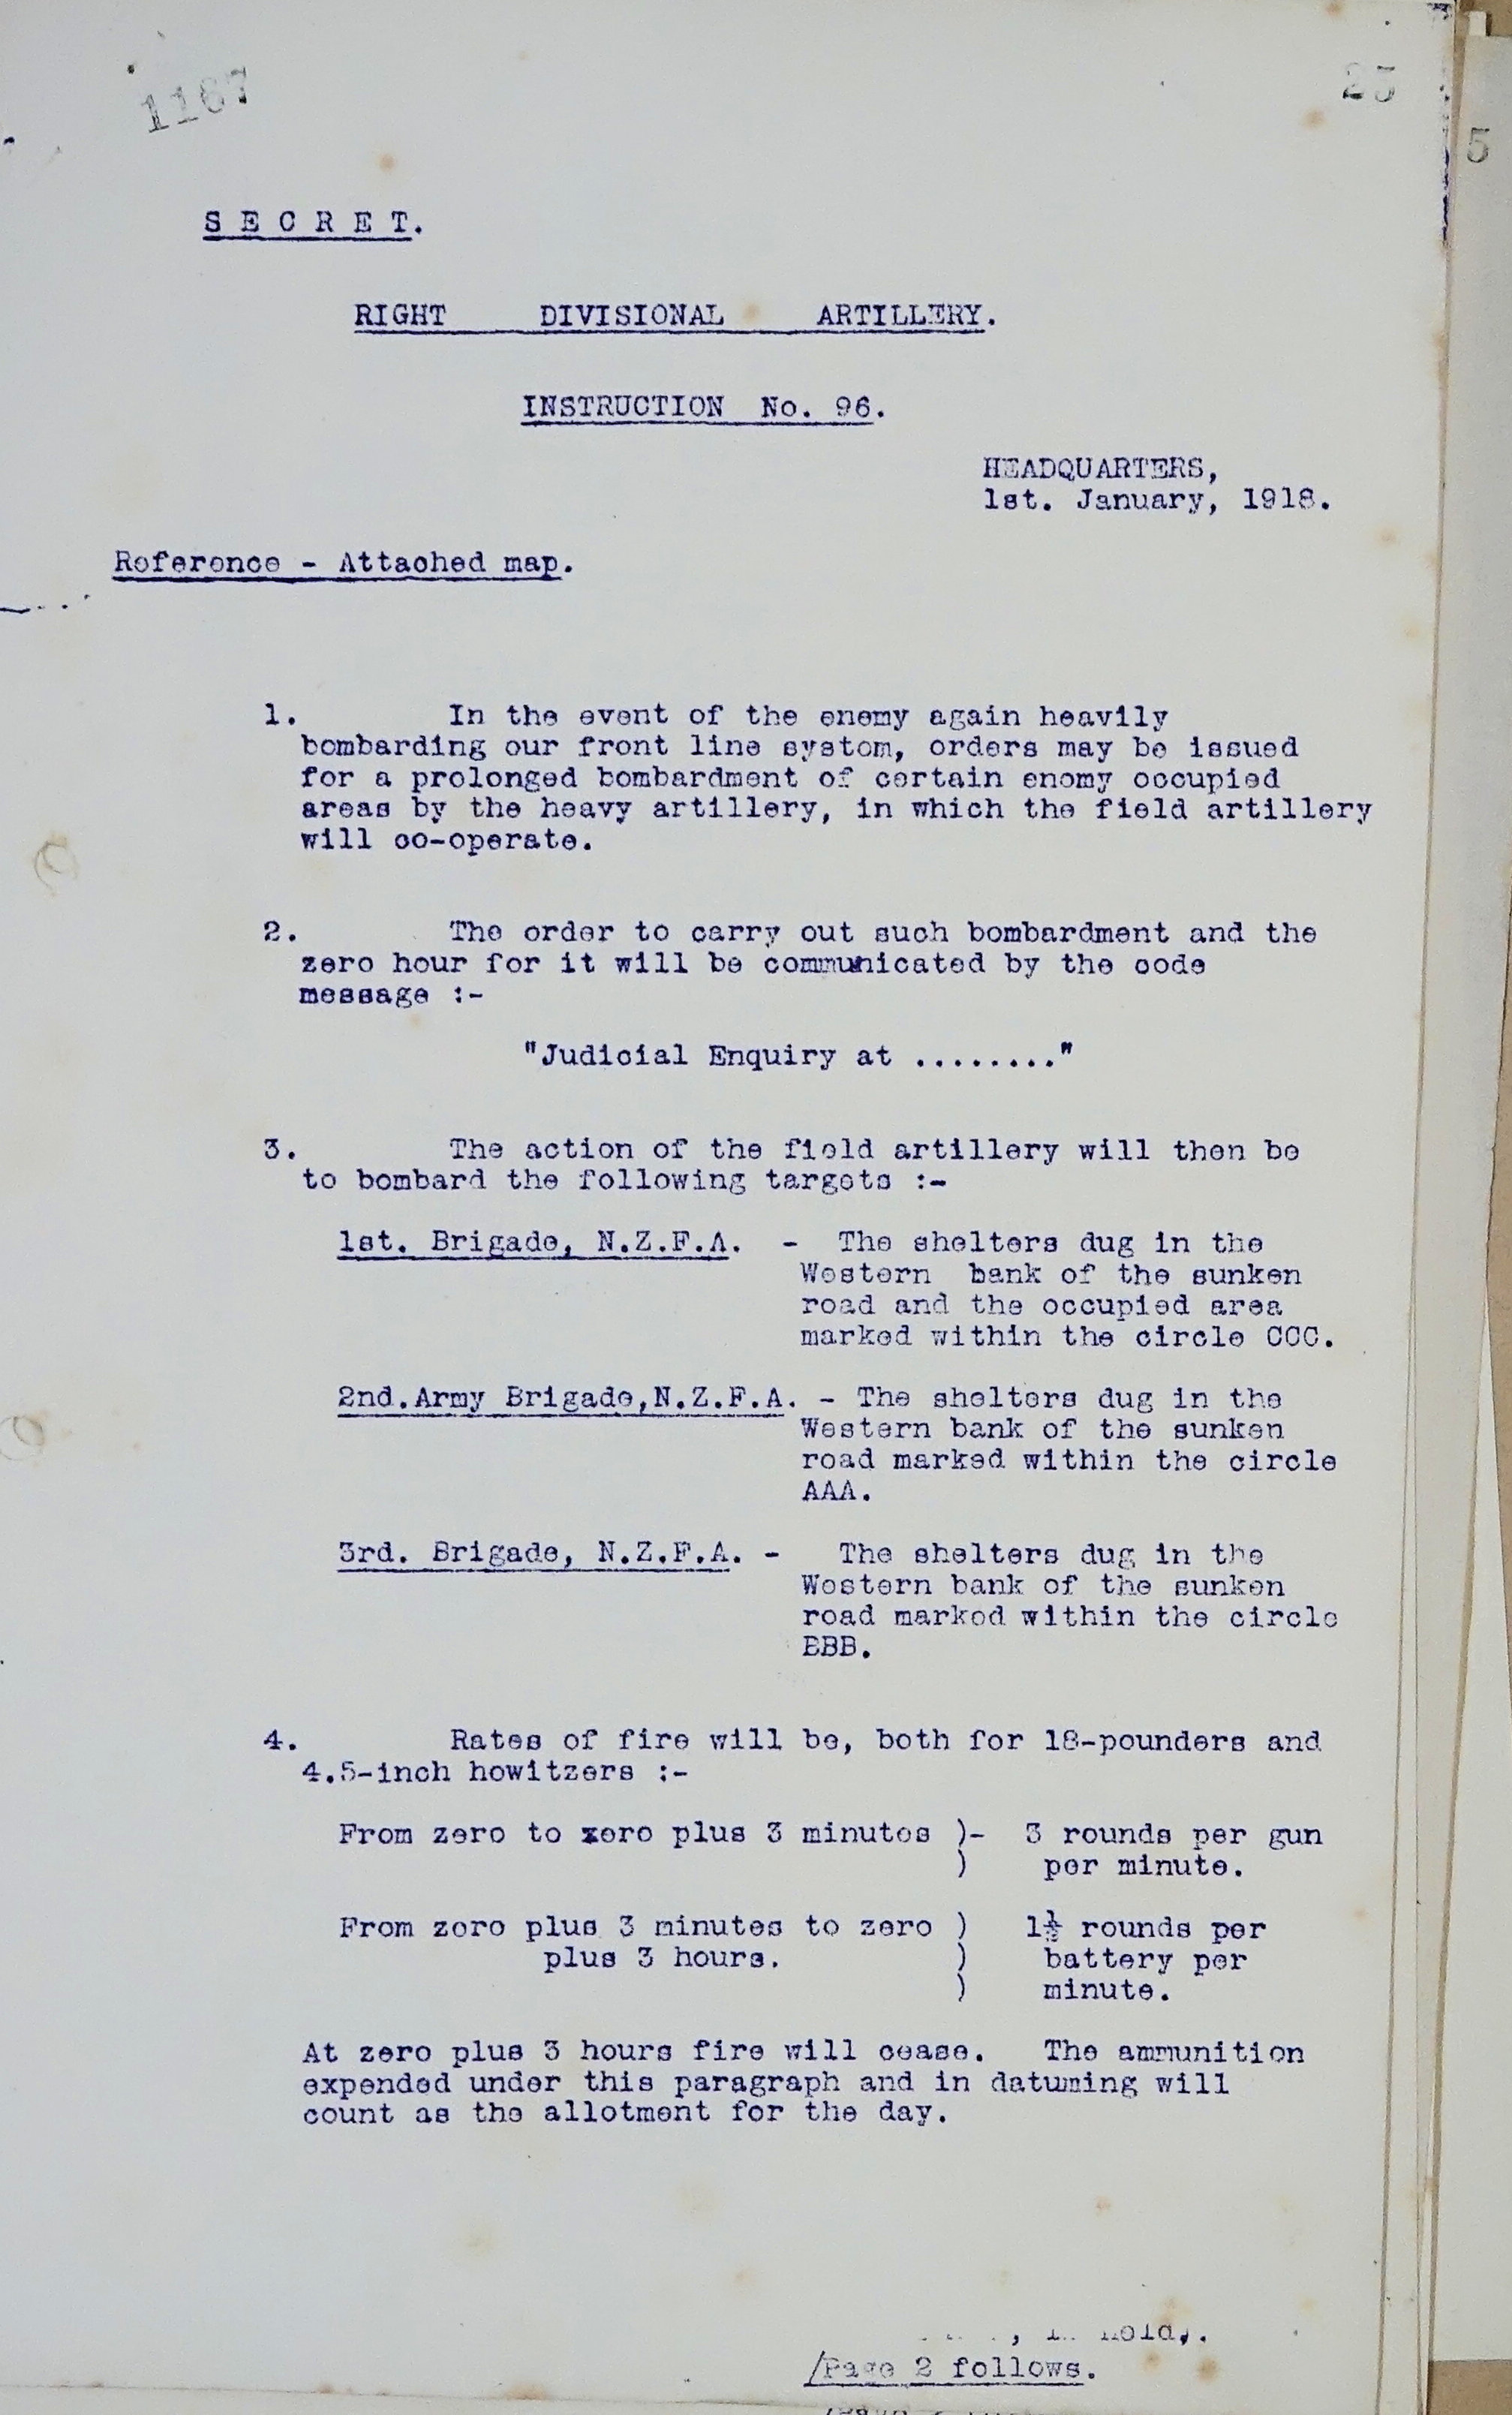 1167
25
5
S E C R E T.
RIGHT DIVISIONAL ARTILLERY.
INSTRUCTION No. 96.
HEADQUARTERS,
1st. January, 1918.
Reference - Attached map.
1. In the event of the enemy again heavily
bombarding our front line system, orders may be issued
for a prolonged bombardment of certain enemy occupied
areas by the heavy artillery, in which the field artillery
will co-operate.
2. The order to carry out such bombardment and the
zero hour for it will be communicated by the code
message :-
"Judicial Enquiry at ........"
3. The action of the field artillery will then be
to bombard the following targets :-
1st. Brigade, N.Z.F.A. - The shelters dug in the
Western bank of the sunken
road and the occupied area
marked within the circle CCC.
2nd.Army Brigade,N.Z.F.A. - The shelters dug in the
Western bank of the sunken
road marked within the circle
AAA.
3rd. Brigade, N.Z.F.A. - The shelters dug in the
Western bank of the sunken
road marked within the circle
BBB.
4. Rates of fire will be, both for 18-pounders and
4.5-inch howitzers :-
From zero to zero plus 3 minutes )- 3 rounds per gun
) per minute.
From zero plus 3 minutes to zero ) 1½ rounds per
plus 3 hours. ) battery per
) minute.
At zero plus 3 hours fire will cease. The ammunition
expended under this paragraph and in datuming will
count as the allotment for the day.
/Page 2 follows.